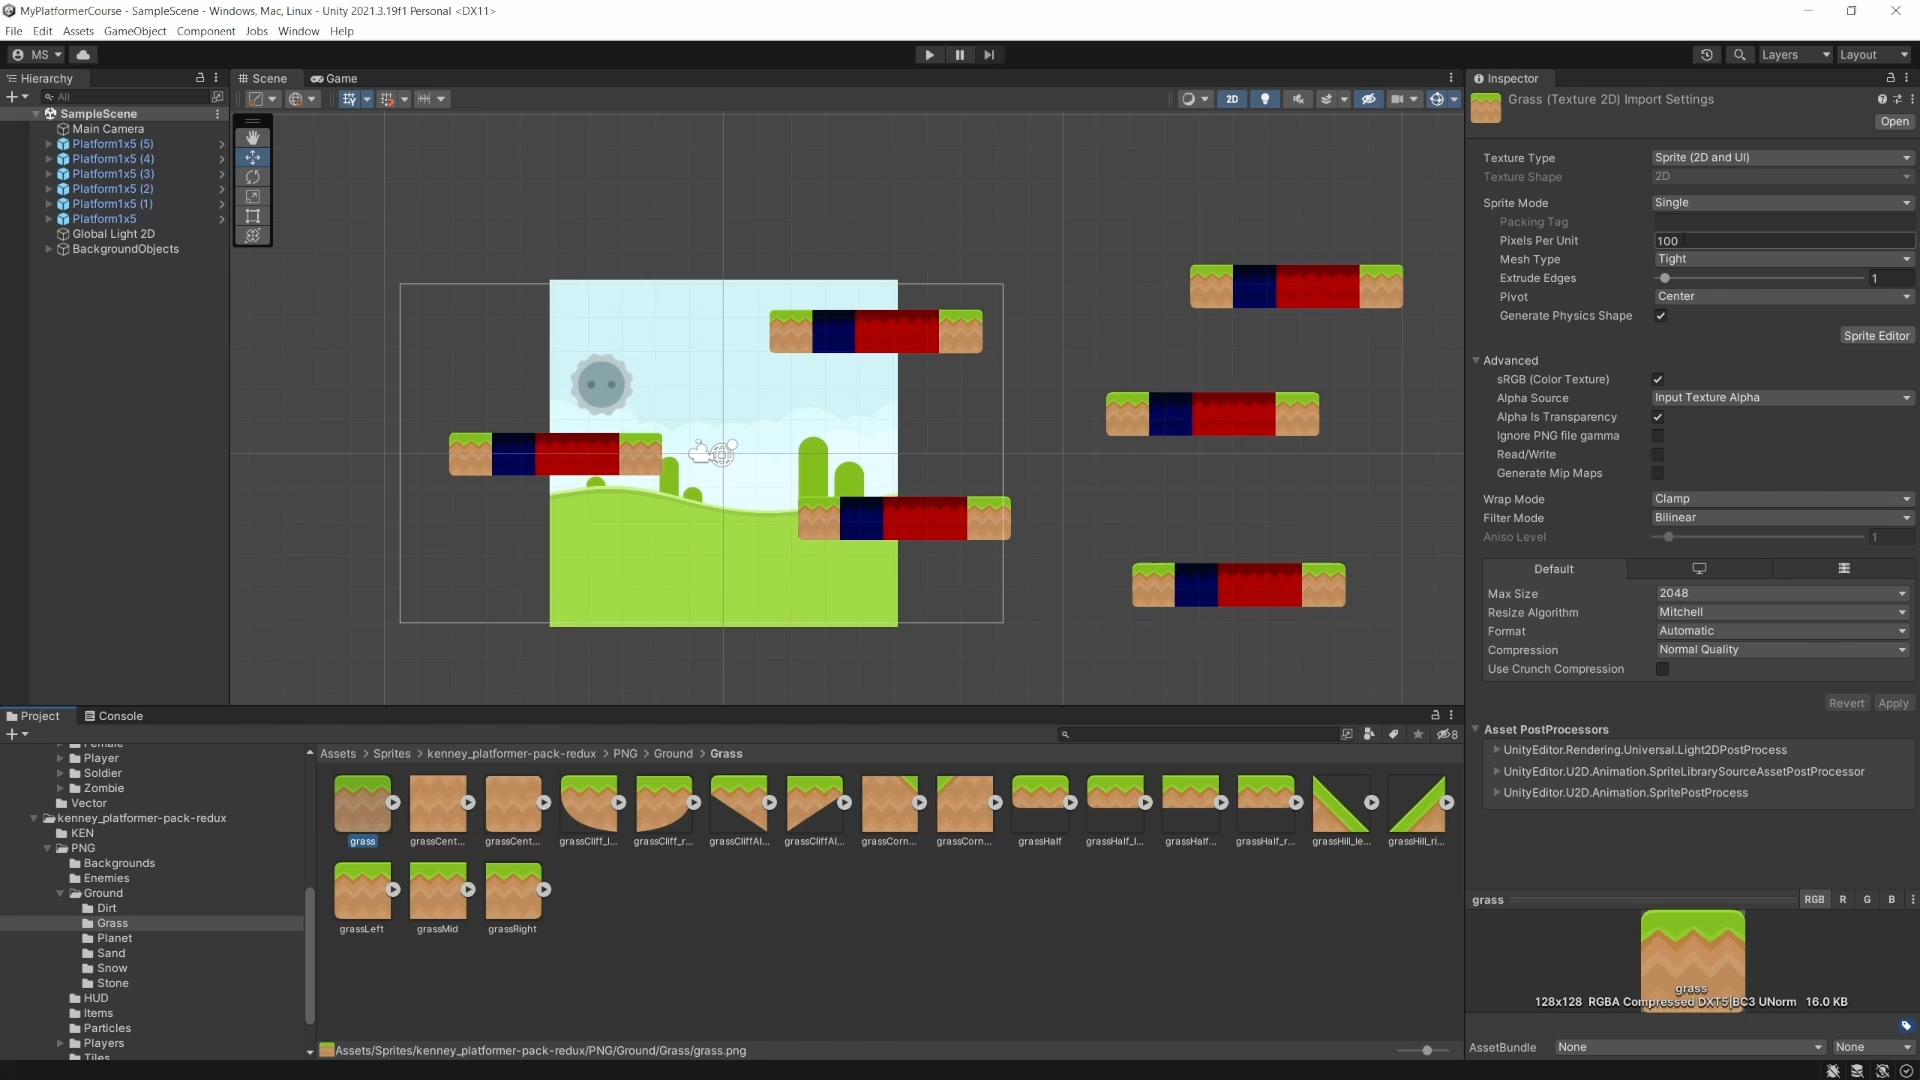 MyPlatformerCourse - SampleScene - Windows, Mac, Linux - Unity 2021.3.19f1 Personal <DX11>
File Edit Assets GameObject Component Jobs Window Help
MS Layers Layout
Hierarchy
All
SampleScene
Main Camera
Platform1x5 (5)
Platform1x5 (4)
Platform1x5 (3)
Platform1x5 (2)
Platform1x5 (1)
Platform1x5
Global Light 2D
BackgroundObjects
Scene Game
2D
Inspector
Grass (Texture 2D) Import Settings
Open
Texture Type Sprite (2D and UI)
Texture Shape 2D
Sprite Mode Single
Packing Tag
Pixels Per Unit 100
Mesh Type Tight
Extrude Edges 1
Pivot Center
Generate Physics Shape
Sprite Editor
Advanced
sRGB (Color Texture)
Alpha Source Input Texture Alpha
Alpha Is Transparency
Ignore PNG file gamma
Read/Write
Generate Mip Maps
Wrap Mode Clamp
Filter Mode Bilinear
Aniso Level 1
Default
Max Size 2048
Resize Algorithm Mitchell
Format Automatic
Compression Normal Quality
Use Crunch Compression
Revert Apply
Asset PostProcessors
UnityEditor.Rendering.Universal.Light2DPostProcess
UnityEditor.U2D.Animation.SpriteLibrarySourceAssetPostProcessor
UnityEditor.U2D.Animation.SpritePostProcess
Project Console
8
Female
Player
Soldier
Zombie
Vector
kenney_platformer-pack-redux
KEN
PNG
Backgrounds
Enemies
Ground
Dirt
Grass
Planet
Sand
Snow
Stone
HUD
Items
Particles
Players
Tiles
Assets > Sprites > kenney_platformer-pack-redux > PNG > Ground > Grass
grass grassCent... grassCent... grassCliff_l... grassCliff_r... grassCliffAl... grassCliffAl... grassCorn... grassCorn... grassHalf grassHalf_l... grassHalf... grassHalf_r... grassHill_le... grassHill_ri...
grassLeft grassMid grassRight
Assets/Sprites/kenney_platformer-pack-redux/PNG/Ground/Grass/grass.png
grass RGB R G B
grass
128x128 RGBA Compressed DXT5|BC3 UNorm 16.0 KB
AssetBundle None None